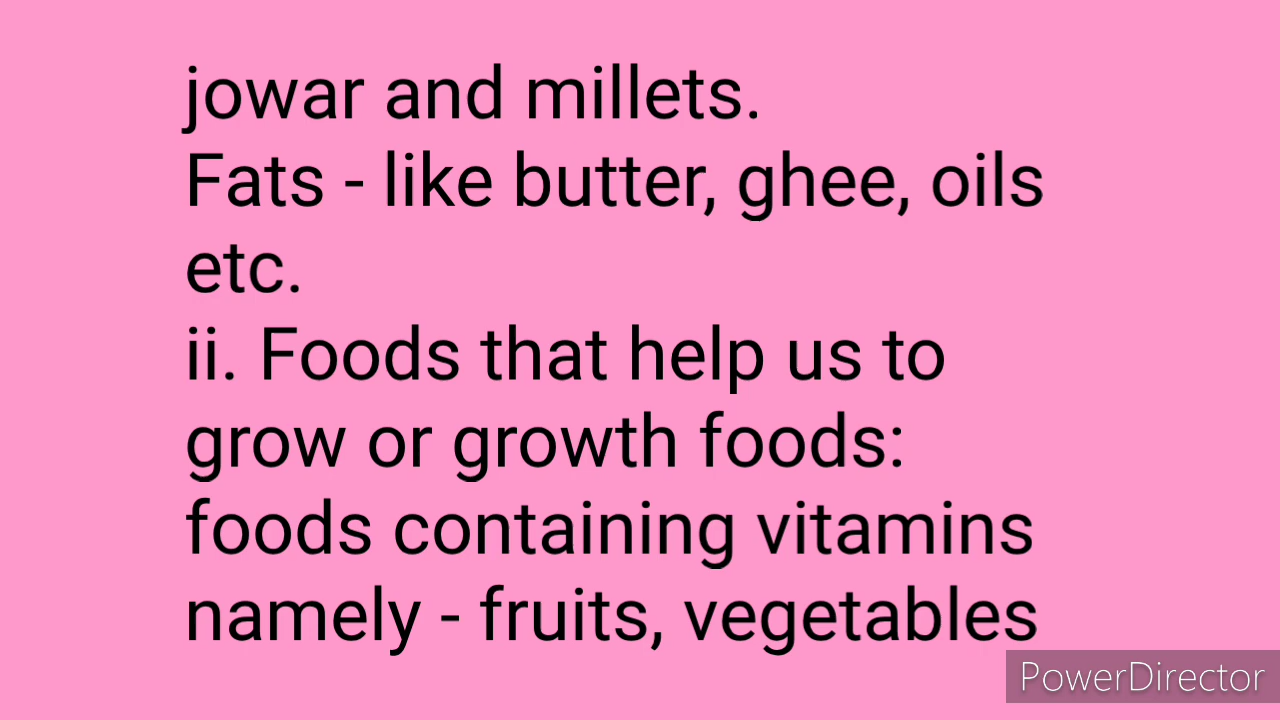 jowar and millets.
Fats - like butter, ghee, oils
etc.
ii. Foods that help us to
grow or growth foods:
foods containing vitamins
namely - fruits, vegetables
PowerDirector